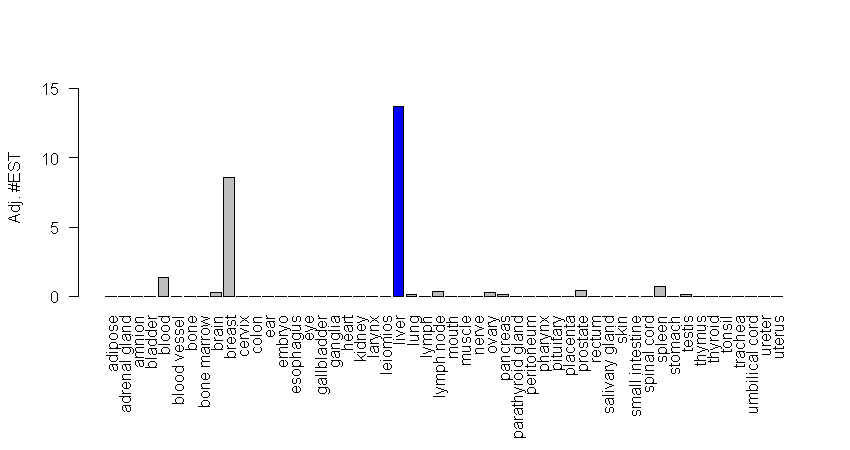 Adj. #EST
15
10
5
0
adipose
adrenal gland
amnion
bladder
blood
blood vessel
bone
bone marrow
brain
breast
cervix
colon
ear
embryo
esophagus
eye
gallbladder
ganglia
heart
kidney
larynx
leiomios
liver
lung
lymph
lymph node
mouth
muscle
nerve
ovary
pancreas
parathyroid gland
peritoneum
pharynx
pituitary
placenta
prostate
rectum
salivary gland
skin
small intestine
spinal cord
spleen
stomach
testis
thymus
thyroid
tonsil
trachea
umbilical cord
ureter
uterus